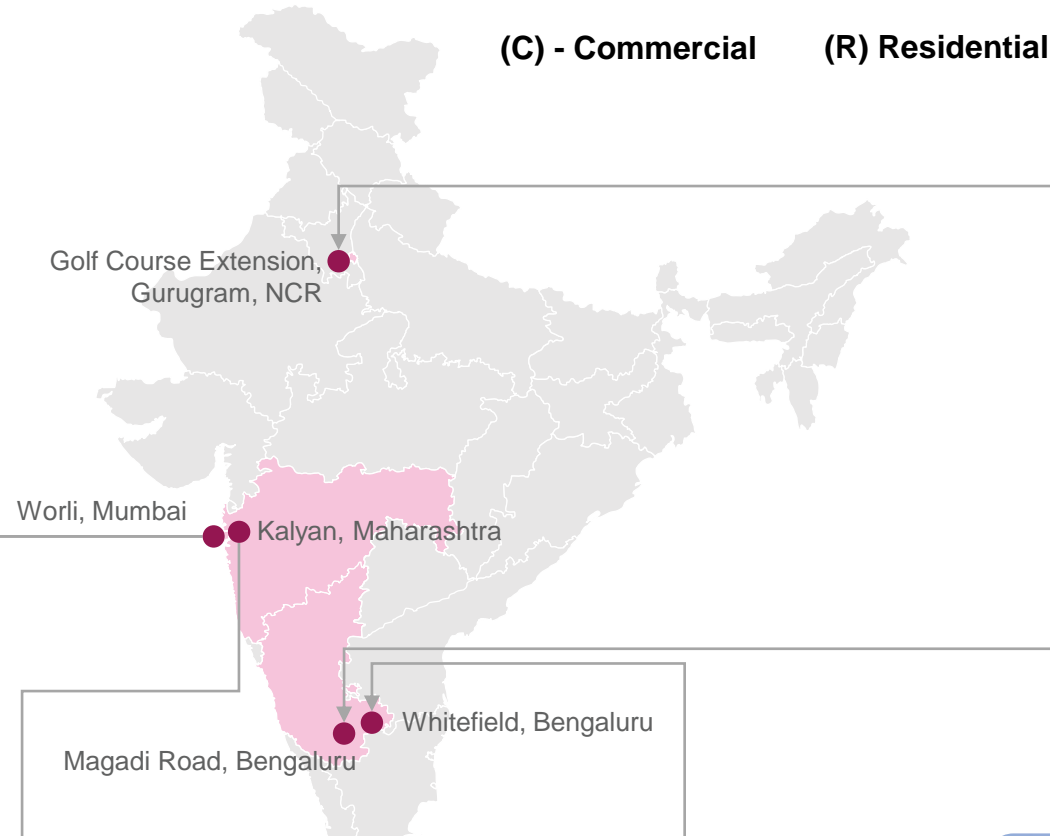 (C) - Commercial
(R) Residential
Golf Course Extension,
Gurugram, NCR
Worli, Mumbai
Kalyan, Maharashtra
Whitefield, Bengaluru
Magadi Road, Bengaluru